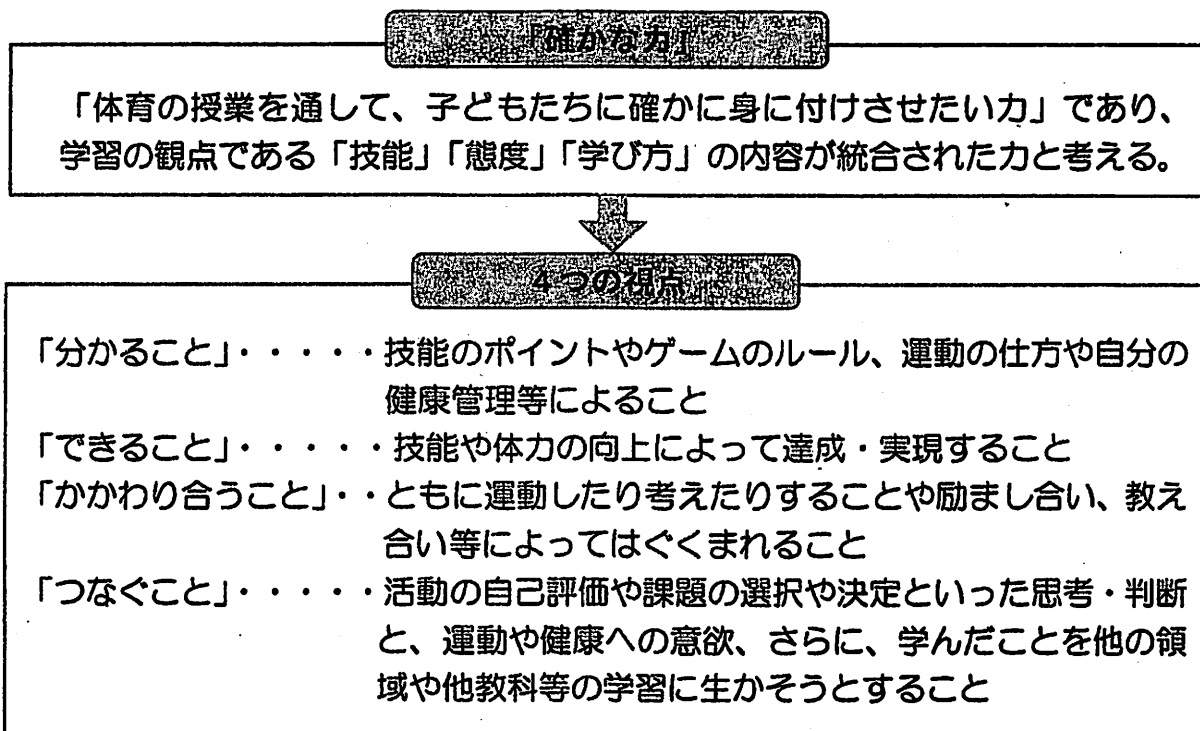 「確かな力」
「体育の授業を通して、子どもたちに確かに身に付けさせたい力」であり、
学習の観点である「技能」「態度」「学び方」の内容が統合された力と考える。
4つの視点
「分かること」・・・・・技能のポイントやゲームのルール、運動の仕方や自分の
健康管理等によること
「できること」・・・・・技能や体力の向上によって達成・実現すること
「かかわり合うこと」・・ともに運動したり考えたりすることや励まし合い、教え
合い等によってはぐくまれること
「つなぐこと」・・・・・活動の自己評価や課題の選択や決定といった思考・判断
と、運動や健康への意欲、さらに、学んだことを他の領
域や他教科等の学習に生かそうとすること